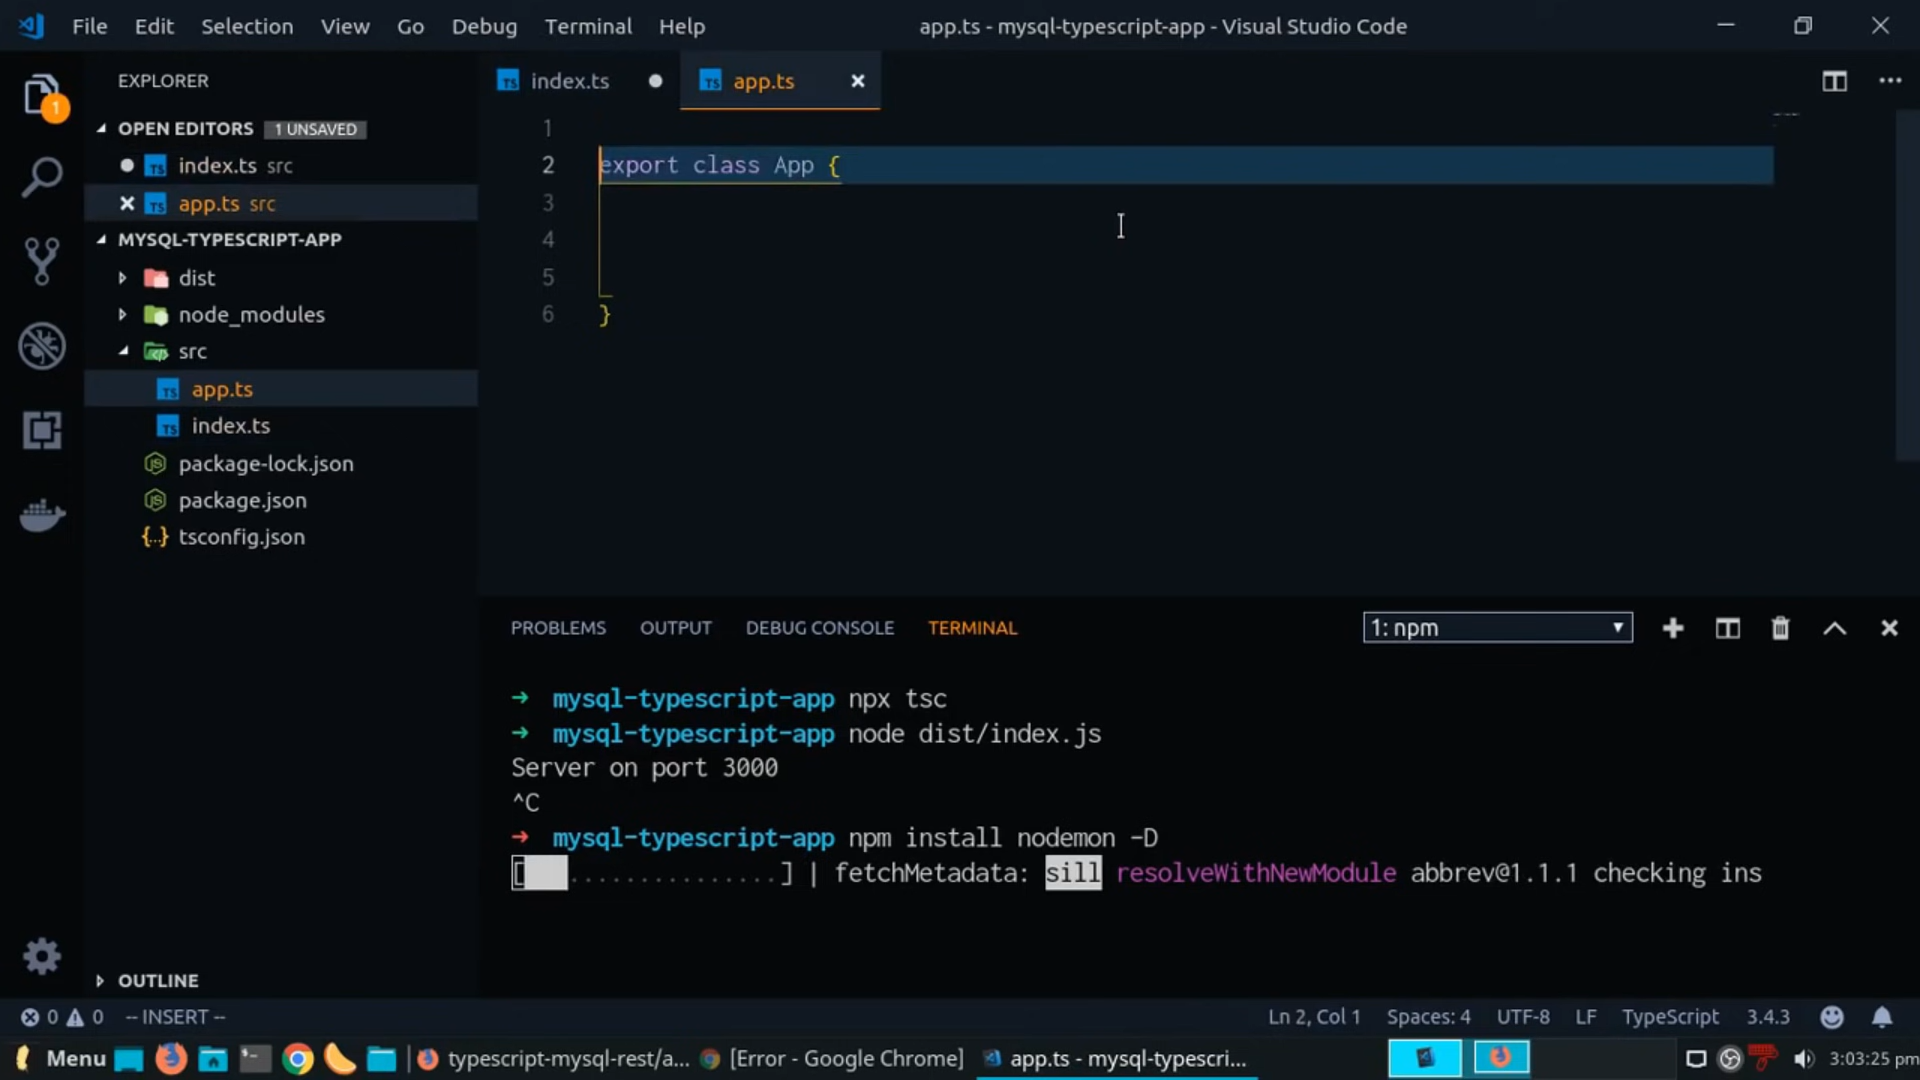 File Edit Selection View Go Debug Terminal Help
app.ts - mysql-typescript-app - Visual Studio Code
EXPLORER
OPEN EDITORS 1 UNSAVED
index.ts src
app.ts src
MYSQL-TYPESCRIPT-APP
dist
node_modules
src
app.ts
index.ts
package-lock.json
package.json
tsconfig.json
OUTLINE
1
index.ts
app.ts
1
2 export class App {
3
4
5
6 }
PROBLEMS OUTPUT DEBUG CONSOLE TERMINAL
1: npm
→ mysql-typescript-app npx tsc
→ mysql-typescript-app node dist/index.js
Server on port 3000
^C
→ mysql-typescript-app npm install nodemon -D
[ ...............] | fetchMetadata: sill resolveWithNewModule abbrev@1.1.1 checking ins
0 0 -- INSERT --
Ln 2, Col 1 Spaces: 4 UTF-8 LF TypeScript 3.4.3
Menu
typescript-mysql-rest/a...
[Error - Google Chrome]
app.ts - mysql-typescri...
3:03:25 pm